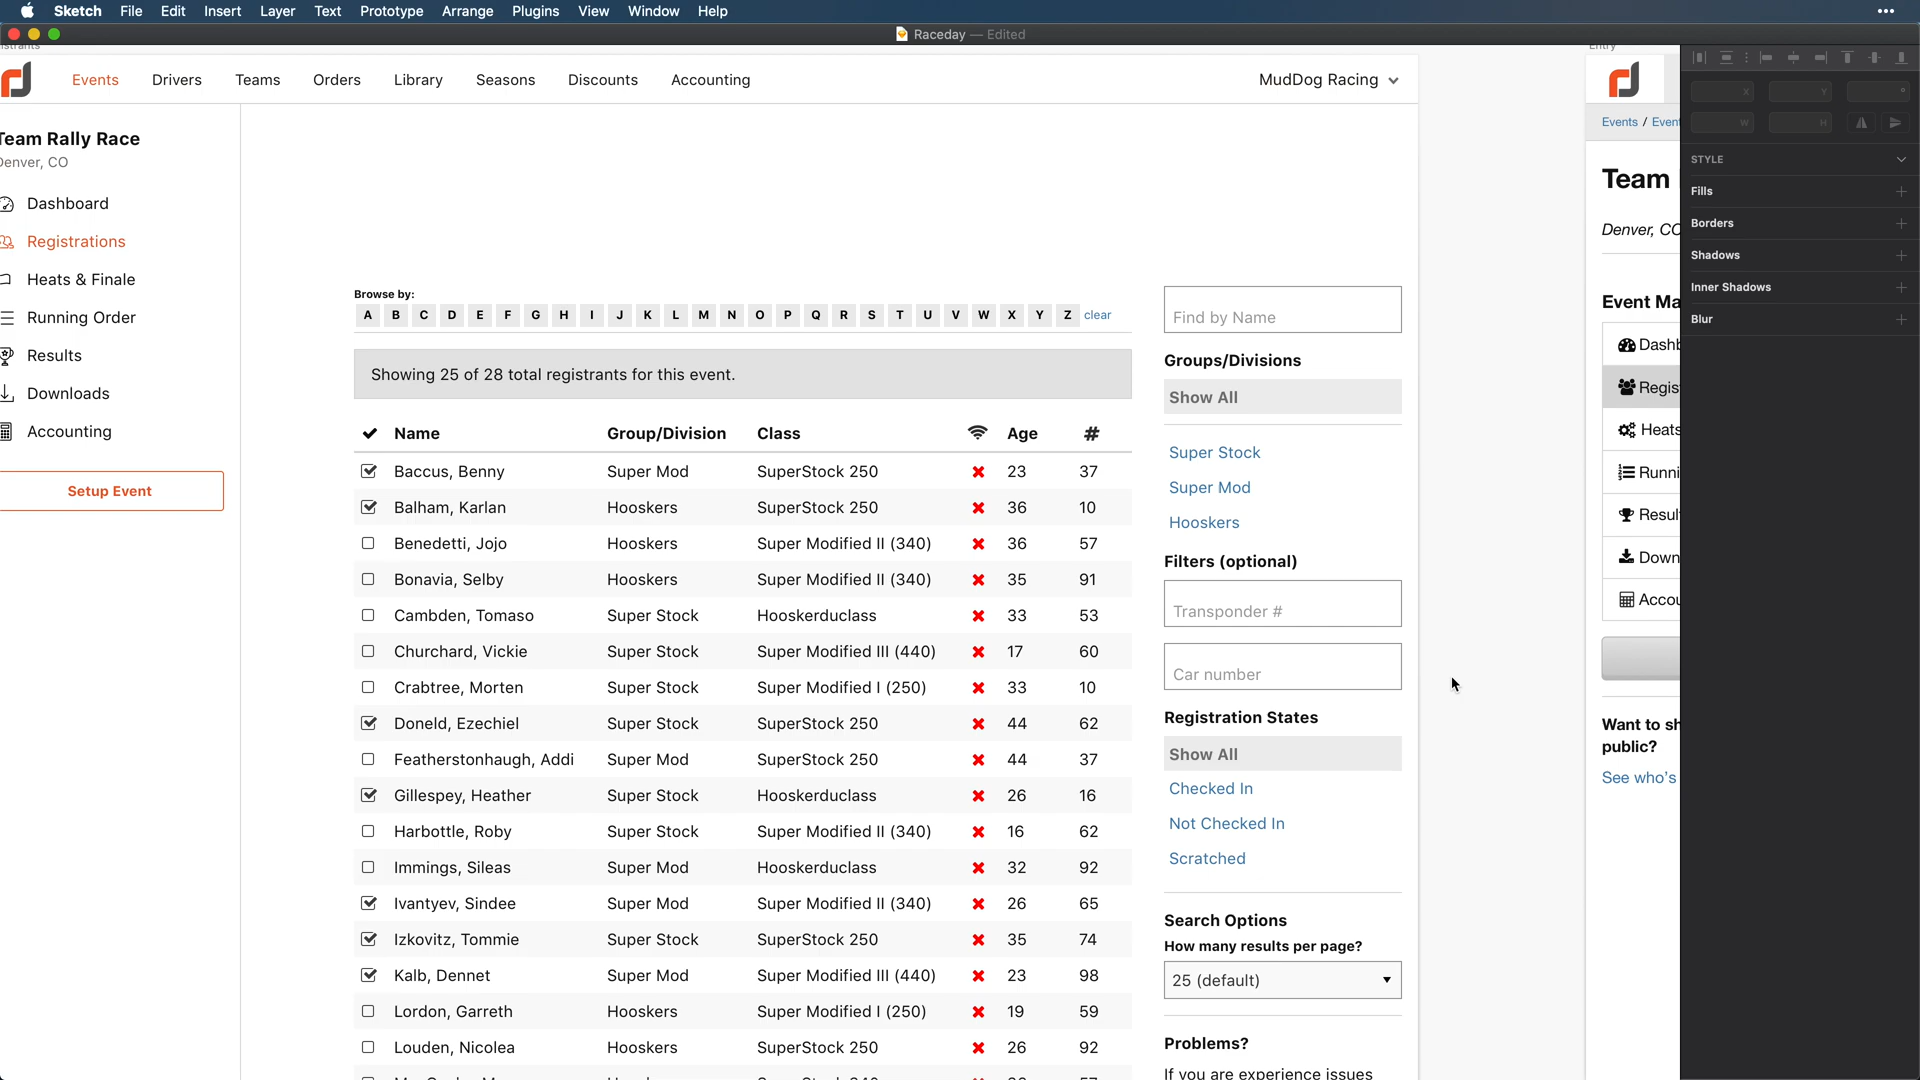 Sketch File Edit Insert Layer Text Prototype Arrange Plugins View Window Help
Raceday — Edited
Entry
Events Drivers Teams Orders Library Seasons Discounts Accounting MudDog Racing
Team Rally Race
Denver, CO
Dashboard
Registrations
Heats & Finale
Running Order
Results
Downloads
Accounting
Setup Event
Browse by:
A B C D E F G H I J K L M N O P Q R S T U V W X Y Z clear
Showing 25 of 28 total registrants for this event.
Name Group/Division Class Age #
Baccus, Benny Super Mod SuperStock 250 23 37
Balham, Karlan Hooskers SuperStock 250 36 10
Benedetti, Jojo Hooskers Super Modified II (340) 36 57
Bonavia, Selby Hooskers Super Modified II (340) 35 91
Cambden, Tomaso Super Stock Hooskerduclass 33 53
Churchard, Vickie Super Stock Super Modified III (440) 17 60
Crabtree, Morten Super Stock Super Modified I (250) 33 10
Doneld, Ezechiel Super Stock SuperStock 250 44 62
Featherstonhaugh, Addi Super Mod SuperStock 250 44 37
Gillespey, Heather Super Stock Hooskerduclass 26 16
Harbottle, Roby Super Stock Super Modified II (340) 16 62
Immings, Sileas Super Mod Hooskerduclass 32 92
Ivantyev, Sindee Super Mod Super Modified II (340) 26 65
Izkovitz, Tommie Super Stock SuperStock 250 35 74
Kalb, Dennet Super Mod Super Modified III (440) 23 98
Lordon, Garreth Hooskers Super Modified I (250) 19 59
Louden, Nicolea Hooskers SuperStock 250 26 92
Find by Name
Groups/Divisions
Show All
Super Stock
Super Mod
Hooskers
Filters (optional)
Transponder #
Car number
Registration States
Show All
Checked In
Not Checked In
Scratched
Search Options
How many results per page?
25 (default)
Problems?
If you are experience issues
Events / Event
Team
Denver, CO
Event Ma
Dashb
Regis
Heats
Runni
Resul
Down
Accou
Want to sh
public?
See who's
X Y °
W H
STYLE
Fills
Borders
Shadows
Inner Shadows
Blur